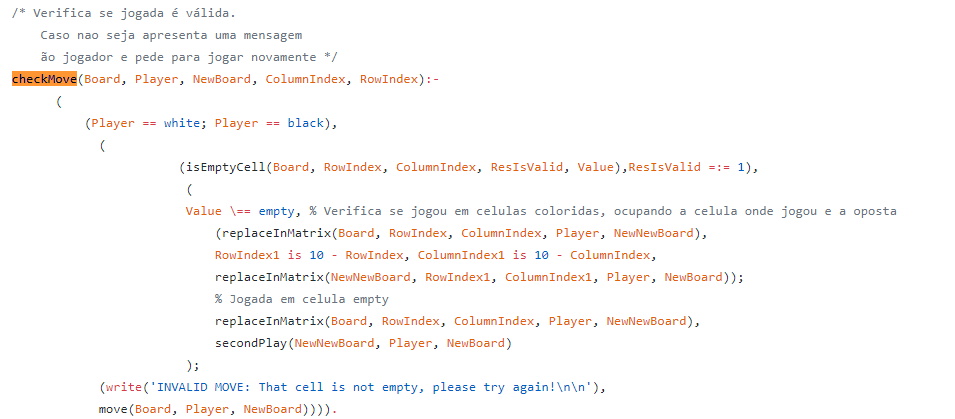 /* Verifica se jogada é válida.
Caso nao seja apresenta uma mensagem
ão jogador e pede para jogar novamente */
checkMove(Board, Player, NewBoard, ColumnIndex, RowIndex):-
(
(Player == white; Player == black),
(
(isEmptyCell(Board, RowIndex, ColumnIndex, ResIsValid, Value),ResIsValid =:= 1),
(
Value \== empty, % Verifica se jogou em celulas coloridas, ocupando a celula onde jogou e a oposta
(replaceInMatrix(Board, RowIndex, ColumnIndex, Player, NewNewBoard),
RowIndex1 is 10 - RowIndex, ColumnIndex1 is 10 - ColumnIndex,
replaceInMatrix(NewNewBoard, RowIndex1, ColumnIndex1, Player, NewBoard));
% Jogada em celula empty
replaceInMatrix(Board, RowIndex, ColumnIndex, Player, NewNewBoard),
secondPlay(NewNewBoard, Player, NewBoard)
);
(write('INVALID MOVE: That cell is not empty, please try again!\n\n'),
move(Board, Player, NewBoard)))).